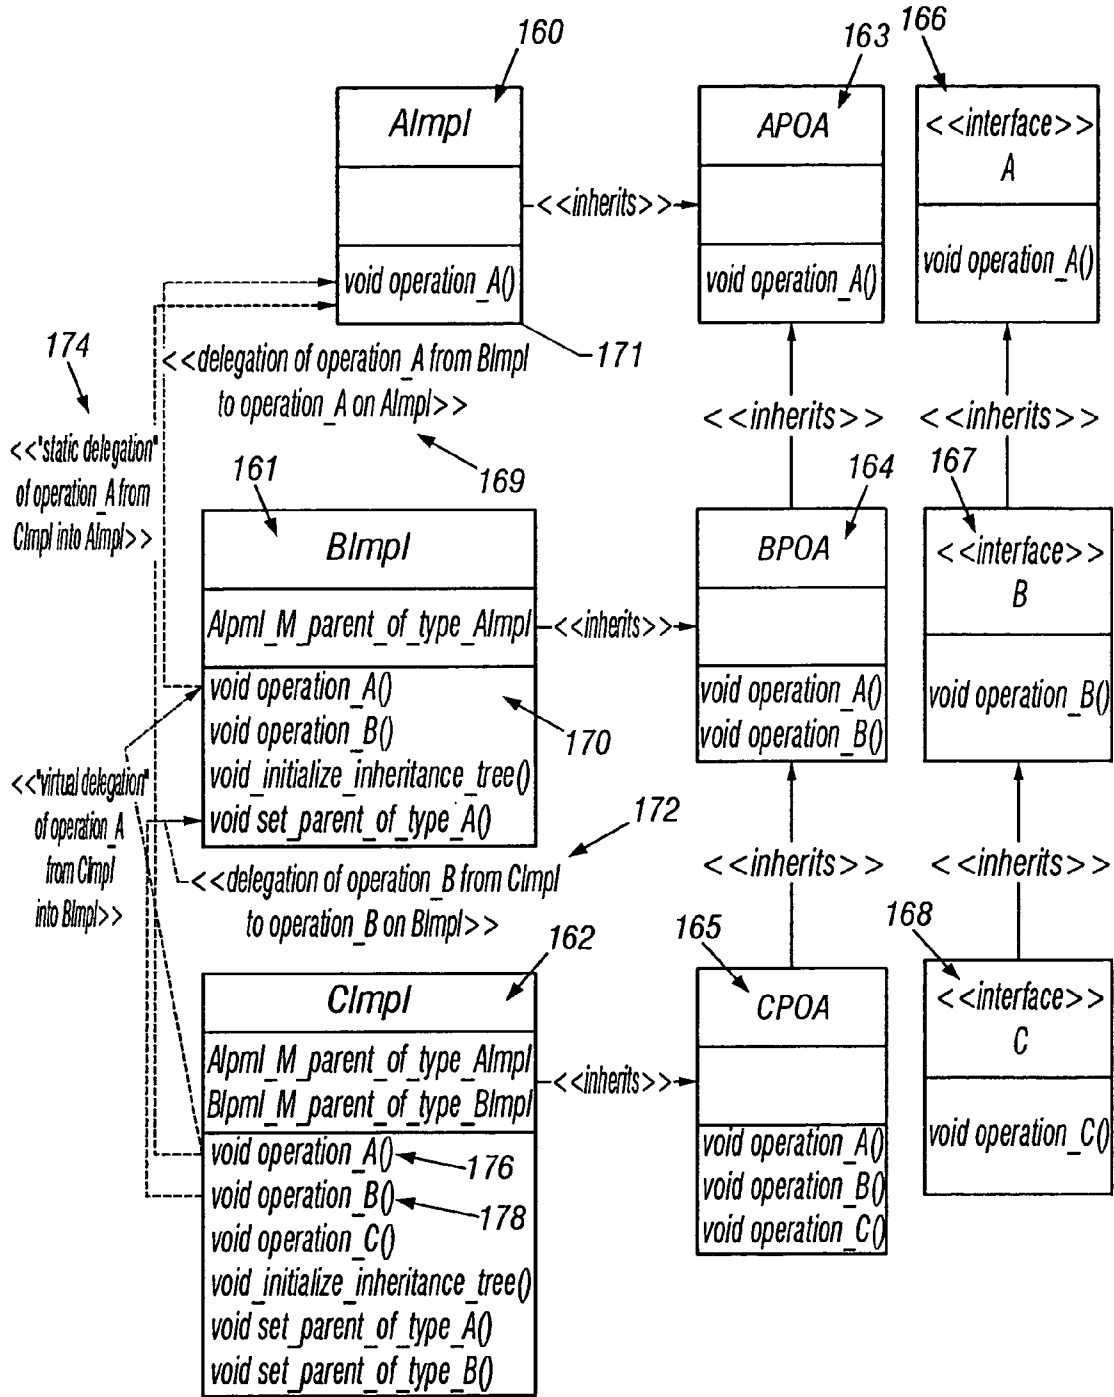 160
163
166
AImpl
APOA
<<interface>>
A
<<inherits>>
void operation_A()
void operation_A()
void operation_A()
171
174
<<delegation of operation_A from BImpl
to operation_A on AImpl>>
169
<<"static delegation"
of operation_A from
CImpl into AImpl>>
<<inherits>>
<<inherits>>
161
164
167
BImpl
BPOA
<<interface>>
B
AIpml_M_parent_of_type_AImpl
<<inherits>>
void operation_A()
void operation_B()
void_initialize_inheritance_tree()
void set_parent_of_type_A()
170
void operation_A()
void operation_B()
void operation_B()
<<"virtual delegation"
of operation_A
from CImpl
into BImpl>>
172
<<delegation of operation_B from CImpl
to operation_B on BImpl>>
<<inherits>>
<<inherits>>
162
165
168
CImpl
CPOA
<<interface>>
C
AIpml_M_parent_of_type_AImpl
BIpml_M_parent_of_type_BImpl
<<inherits>>
void operation_A()
176
void operation_B()
178
void operation_C()
void_initialize_inheritance_tree()
void set_parent_of_type_A()
void set_parent_of_type_B()
void operation_A()
void operation_B()
void operation_C()
void operation_C()